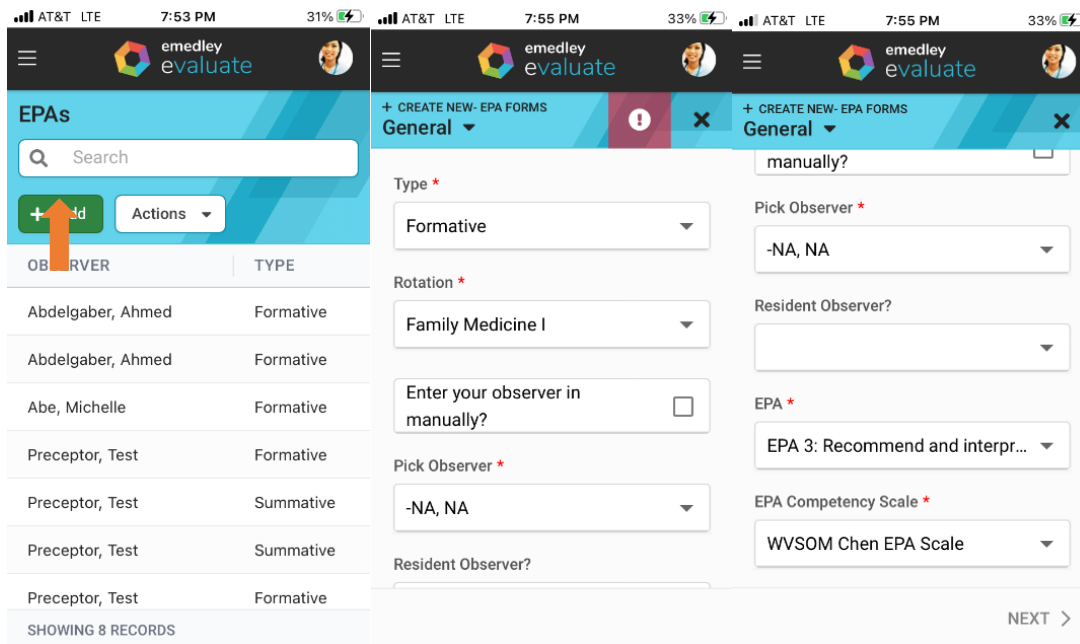 AT&T LTE 7:53 PM 31%
emedley
evaluate
EPAs
Search
Actions
TYPE
Abdelgaber, Ahmed Formative
Abdelgaber, Ahmed Formative
Abe, Michelle Formative
Preceptor, Test Formative
Preceptor, Test Summative
Preceptor, Test Summative
Preceptor, Test Formative
SHOWING 8 RECORDS
AT&T LTE 7:55 PM 33%
emedley
evaluate
+ CREATE NEW- EPA FORMS
General
Type *
Formative
Rotation *
Family Medicine I
Enter your observer in
manually?
Pick Observer *
-NA, NA
Resident Observer?
AT&T LTE 7:55 PM 33%
emedley
evaluate
+ CREATE NEW- EPA FORMS
General
manually?
Pick Observer *
-NA, NA
Resident Observer?
EPA *
EPA 3: Recommend and interpr...
EPA Competency Scale *
WVSOM Chen EPA Scale
NEXT